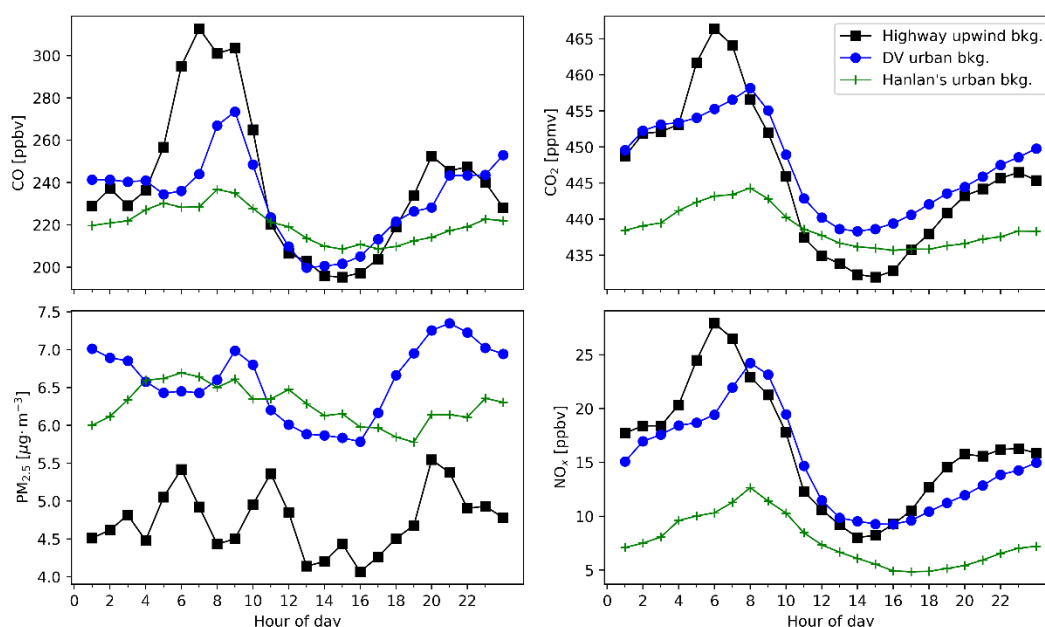 CO [ppbv]
300
280
260
240
220
200
CO2 [ppmv]
465
460
455
450
445
440
435
Highway upwind bkg.
DV urban bkg.
Hanlan's urban bkg.
PM2.5 [μg· m−3]
7.5
7.0
6.5
6.0
5.5
5.0
4.5
4.0
0 2 4 6 8 10 12 14 16 18 20 22
Hour of day
NOx [ppbv]
25
20
15
10
5
0 2 4 6 8 10 12 14 16 18 20 22
Hour of day